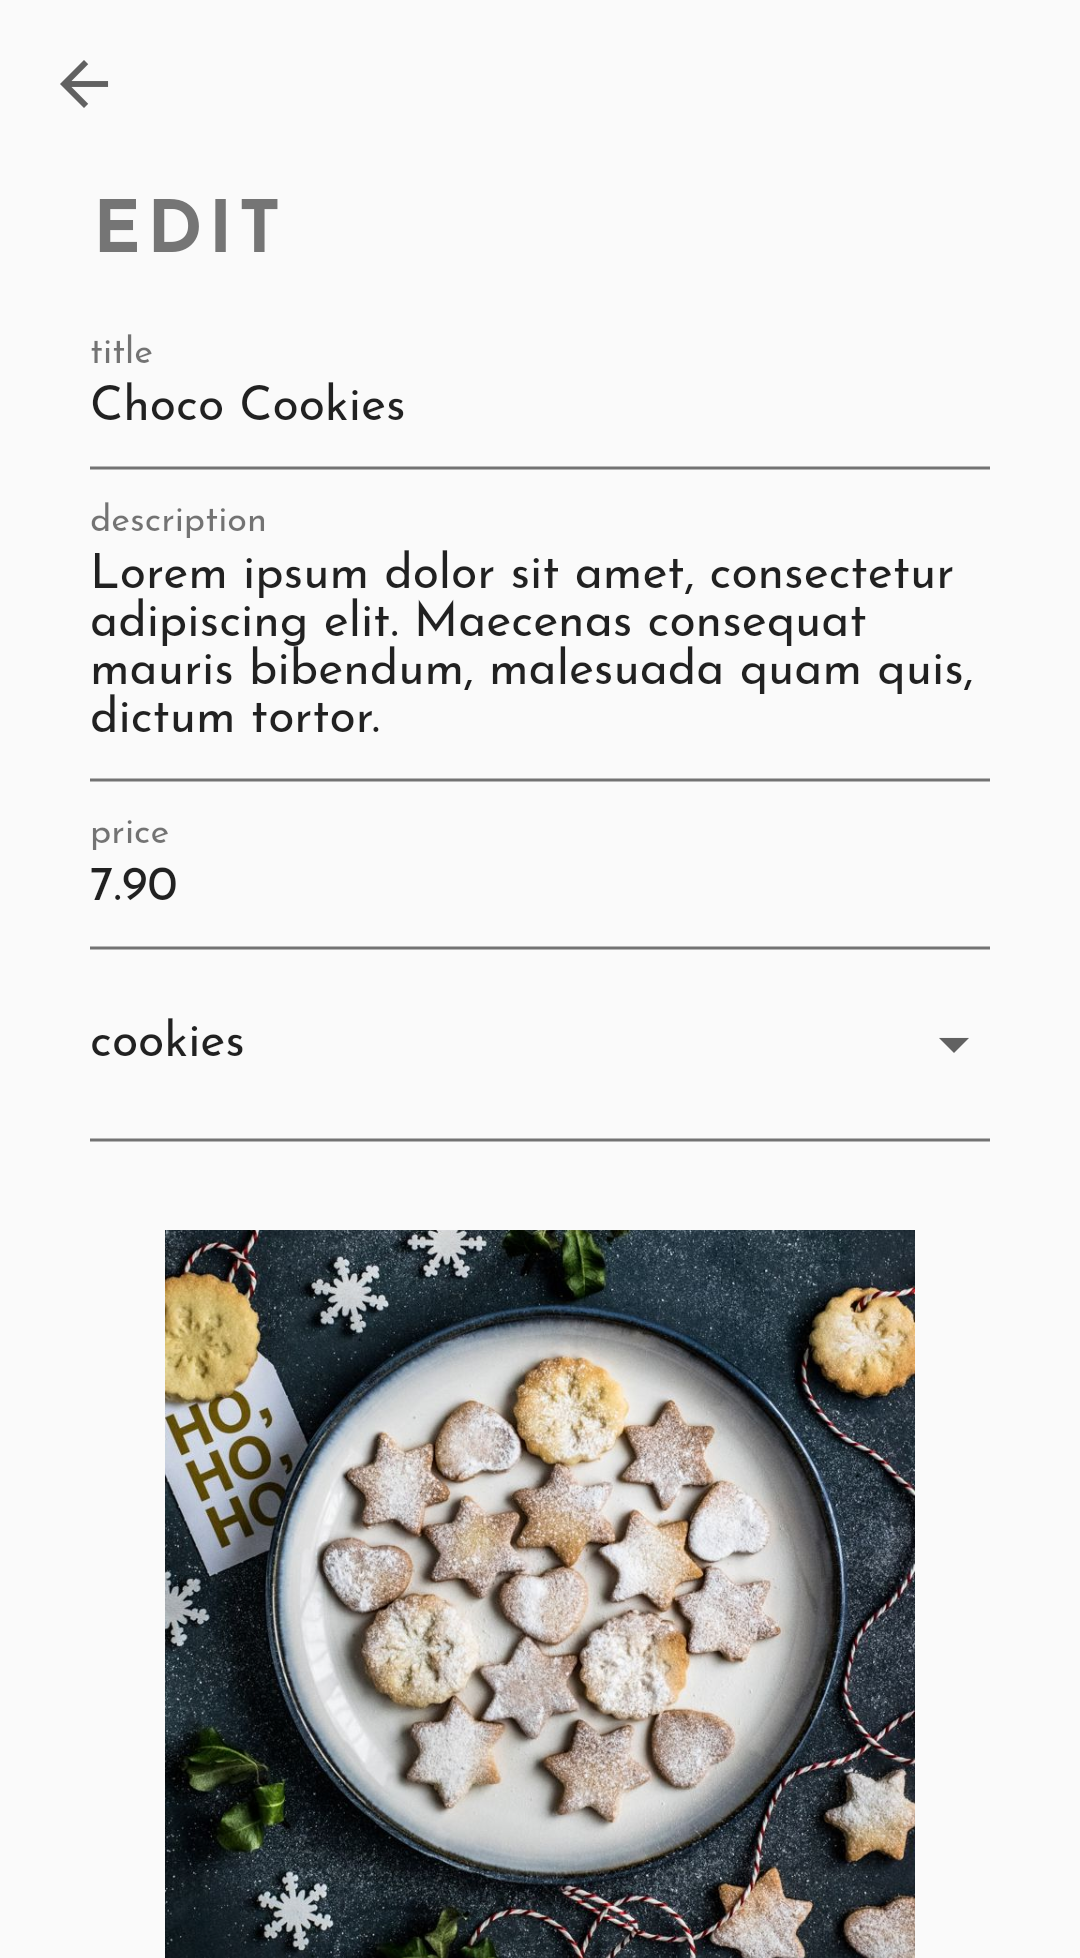 EDIT
title
Choco Cookies
description
Lorem ipsum dolor sit amet, consectetur
adipiscing elit. Maecenas consequat
mauris bibendum, malesuada quam quis,
dictum tortor.
price
7.90
cookies
HO,
HO,
HO